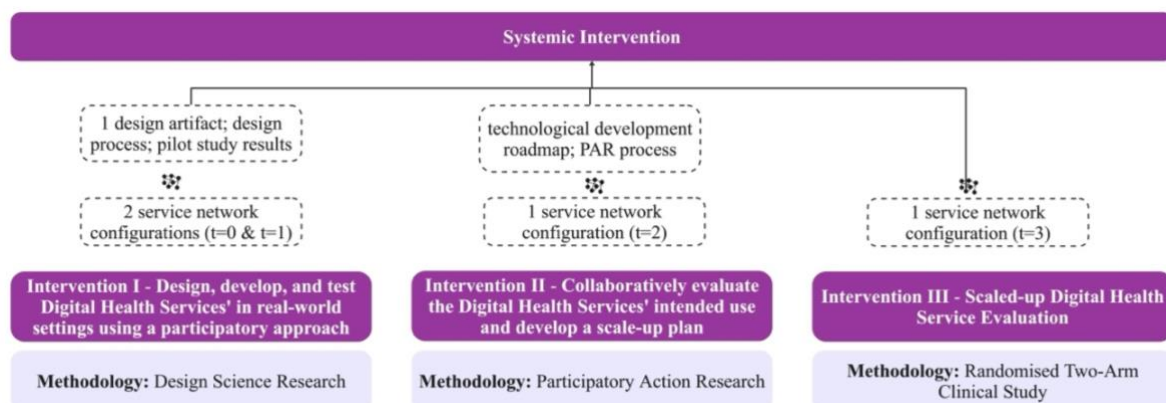 Systemic Intervention
1 design artifact; design
process; pilot study results
technological development
roadmap; PAR process
2 service network
configurations (t=0 & t=1)
1 service network
configuration (t=2)
1 service network
configuration (t=3)
Intervention I - Design, develop, and test
Digital Health Services' in real-world
settings using a participatory approach
Intervention II - Collaboratively evaluate
the Digital Health Services' intended use
and develop a scale-up plan
Intervention III - Scaled-up Digital Health
Service Evaluation
Methodology: Design Science Research
Methodology: Participatory Action Research
Methodology: Randomised Two-Arm
Clinical Study